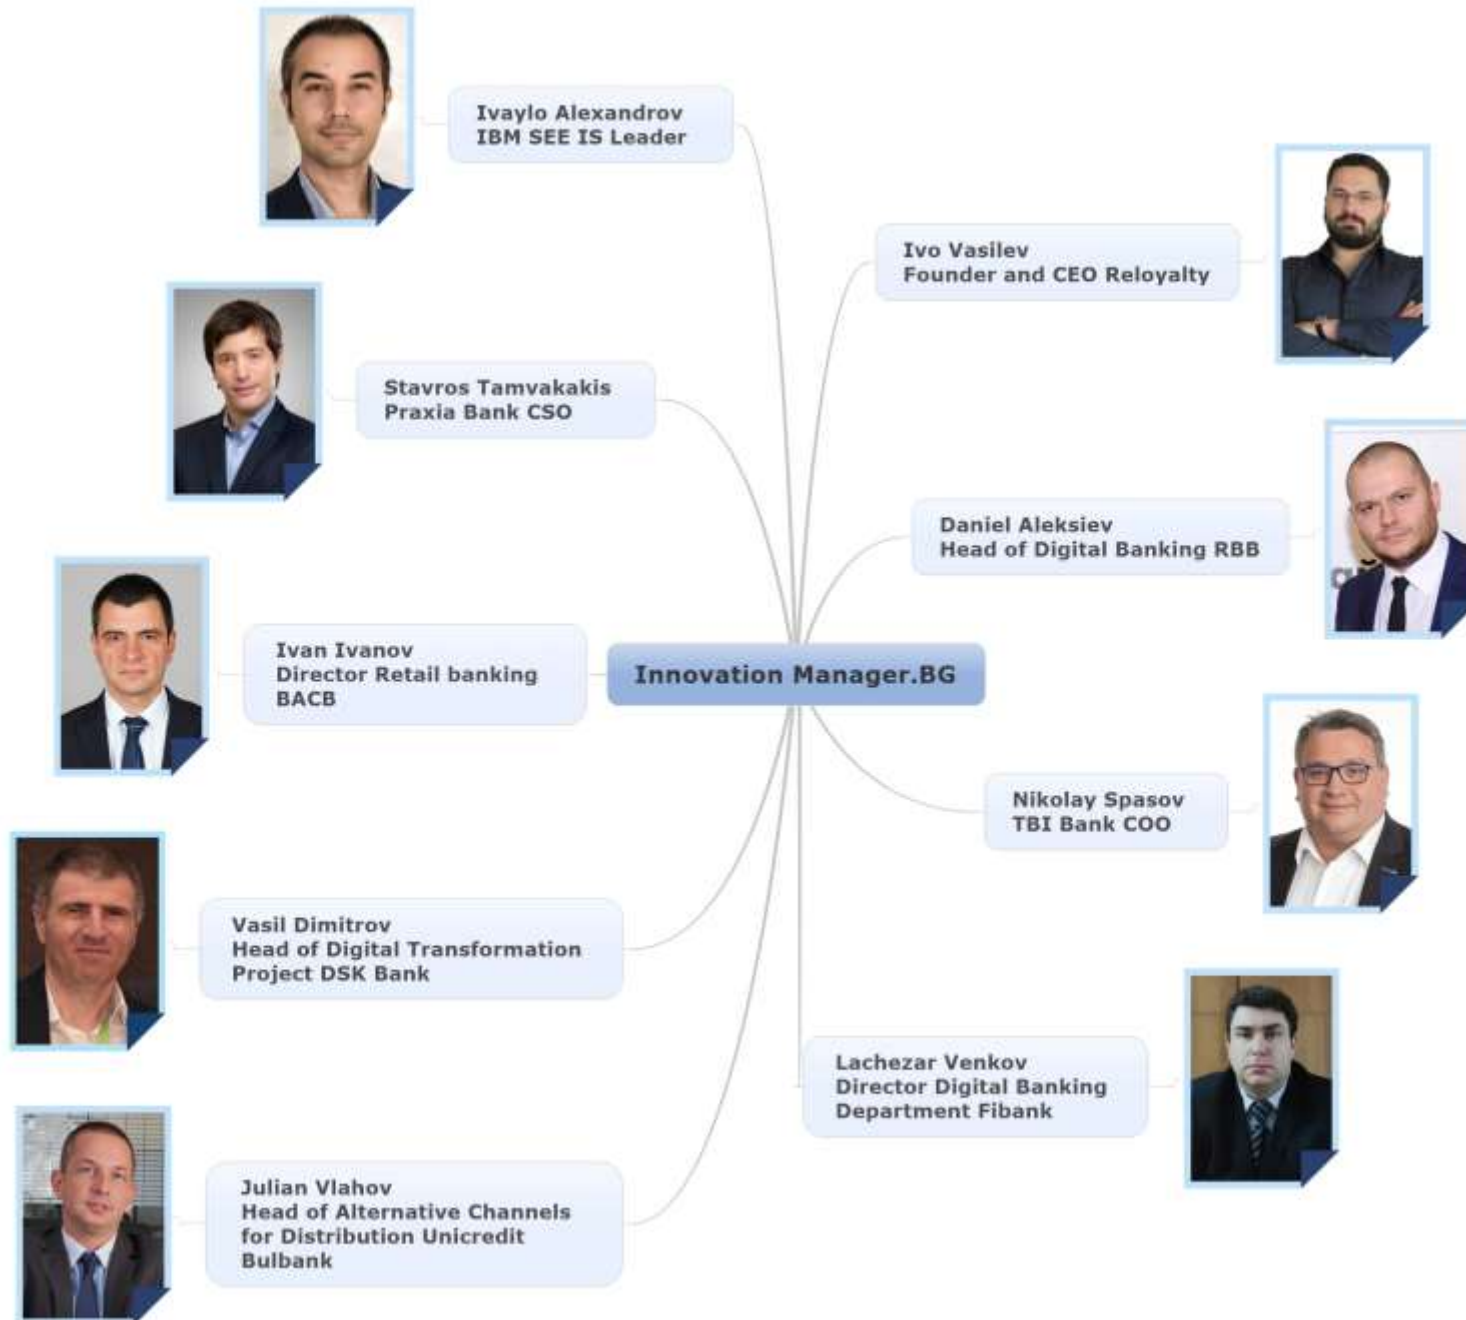 Ivaylo Alexandrov
IBM SEE IS Leader
Ivo Vasilev
Founder and CEO Reloyalty
Stavros Tamvakakis
Praxia Bank CSO
Daniel Aleksiev
Head of Digital Banking RBB
Ivan Ivanov
Director Retail banking
BACB
Innovation Manager.BG
Nikolay Spasov
TBI Bank COO
Vasil Dimitrov
Head of Digital Transformation
Project DSK Bank
Lachezar Venkov
Director Digital Banking
Department Fibank
Julian Vlahov
Head of Alternative Channels
for Distribution Unicredit
Bulbank